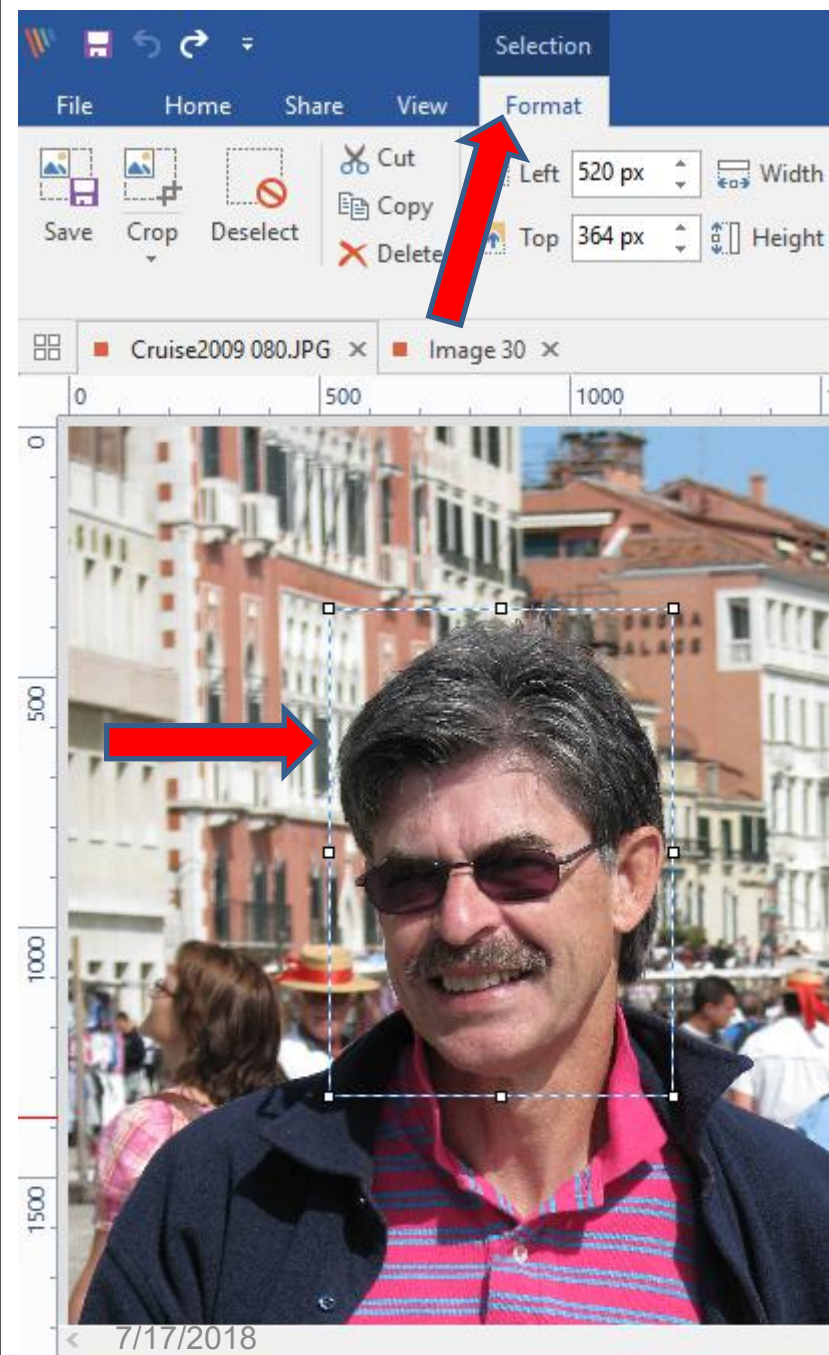 Selection
File Home Share View Format
Cut
Left 520 px Width
Copy
Save Crop Deselect
Top 364 px Height
Delete
Cruise2009 080.JPG Image 30
0 500 1000
0
500
1000
1500
7/17/2018